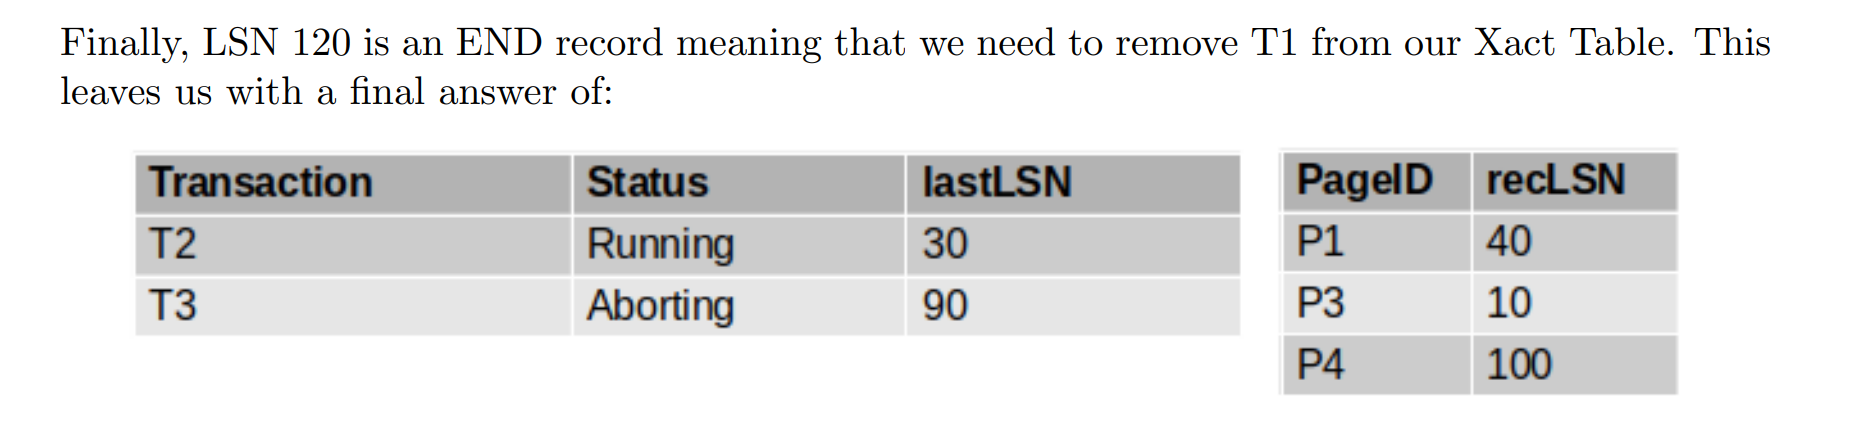 Finally, LSN 120 is an END record meaning that we need to remove T1 from our Xact Table. This
leaves us with a final answer of:
Transaction Status lastLSN
T2 Running 30
T3 Aborting 90
PageID recLSN
P1 40
P3 10
P4 100